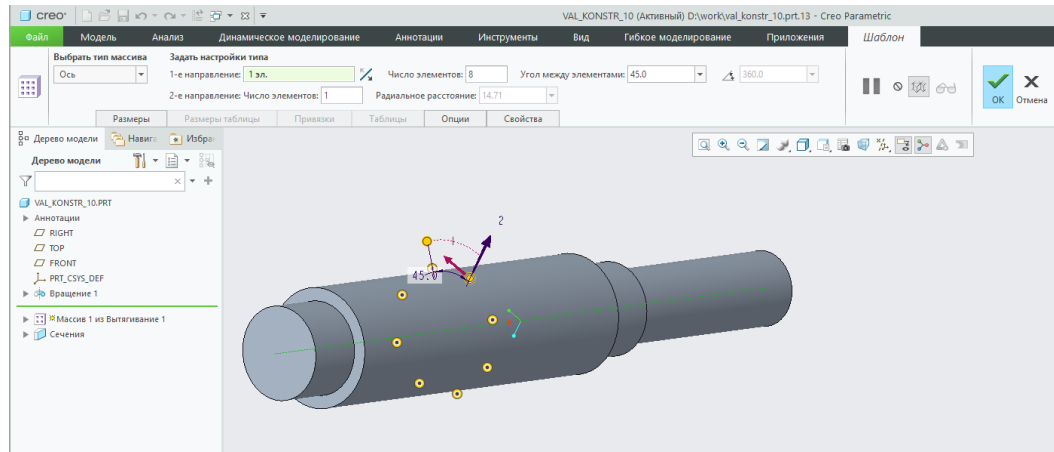 creo° VAL_KONSTR_10 (Активный) D:\work\val_konstr_10.prt.13 - Creo Parametric
Файл Модель Анализ Динамическое моделирование Аннотации Инструменты Вид Гибкое моделирование Приложения Шаблон
Выбрать тип массива Задать настройки типа
Ось 1-е направление: 1 эл. Число элементов: 8 Угол между элементами: 45.0 360.0
2-е направление: Число элементов: 1 Радиальное расстояние: 14.71
OK Отмена
Размеры Размеры таблицы Привязки Таблицы Опции Свойства
Дерево модели Навига Избран
Дерево модели
VAL_KONSTR_10.PRT
Аннотации
RIGHT
TOP
FRONT
PRT_CSYS_DEF
Вращение 1
Массив 1 из Вытягивание 1
Сечения
2
1
45.0